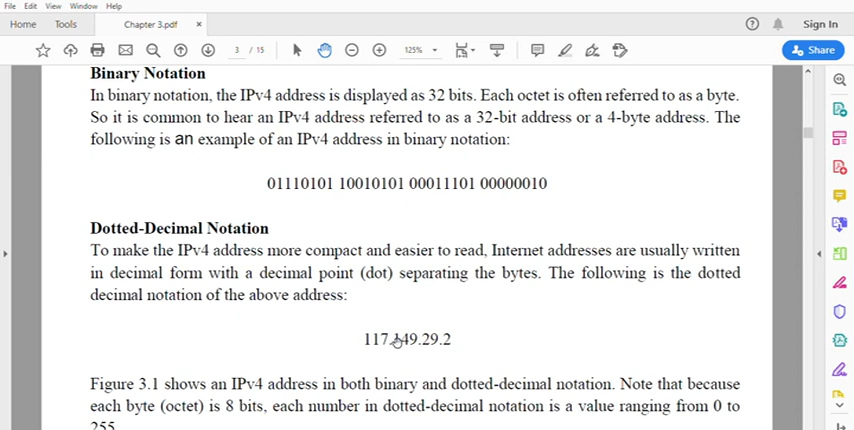 File Edit View Window Help
Home Tools Chapter 3.pdf × Sign In
3 / 15 125% Share
Binary Notation
In binary notation, the IPv4 address is displayed as 32 bits. Each octet is often referred to as a byte.
So it is common to hear an IPv4 address referred to as a 32-bit address or a 4-byte address. The
following is an example of an IPv4 address in binary notation:
01110101 10010101 00011101 00000010
Dotted-Decimal Notation
To make the IPv4 address more compact and easier to read, Internet addresses are usually written
in decimal form with a decimal point (dot) separating the bytes. The following is the dotted
decimal notation of the above address:
117.149.29.2
Figure 3.1 shows an IPv4 address in both binary and dotted-decimal notation. Note that because
each byte (octet) is 8 bits, each number in dotted-decimal notation is a value ranging from 0 to
255